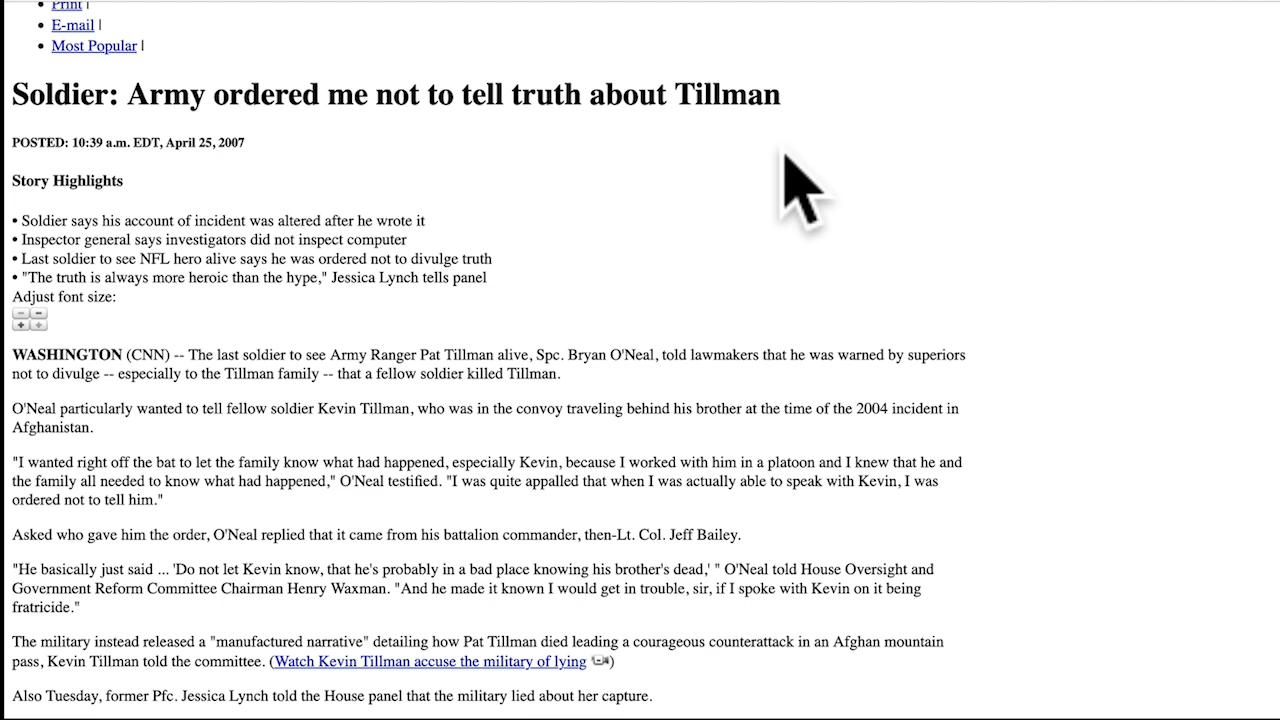 • Print |
• E-mail |
• Most Popular |
Soldier: Army ordered me not to tell truth about Tillman
POSTED: 10:39 a.m. EDT, April 25, 2007
Story Highlights
• Soldier says his account of incident was altered after he wrote it
• Inspector general says investigators did not inspect computer
• Last soldier to see NFL hero alive says he was ordered not to divulge truth
• "The truth is always more heroic than the hype," Jessica Lynch tells panel
Adjust font size:
WASHINGTON (CNN) -- The last soldier to see Army Ranger Pat Tillman alive, Spc. Bryan O'Neal, told lawmakers that he was warned by superiors
not to divulge -- especially to the Tillman family -- that a fellow soldier killed Tillman.
O'Neal particularly wanted to tell fellow soldier Kevin Tillman, who was in the convoy traveling behind his brother at the time of the 2004 incident in
Afghanistan.
"I wanted right off the bat to let the family know what had happened, especially Kevin, because I worked with him in a platoon and I knew that he and
the family all needed to know what had happened," O'Neal testified. "I was quite appalled that when I was actually able to speak with Kevin, I was
ordered not to tell him."
Asked who gave him the order, O'Neal replied that it came from his battalion commander, then-Lt. Col. Jeff Bailey.
"He basically just said ... 'Do not let Kevin know, that he's probably in a bad place knowing his brother's dead,' " O'Neal told House Oversight and
Government Reform Committee Chairman Henry Waxman. "And he made it known I would get in trouble, sir, if I spoke with Kevin on it being
fratricide."
The military instead released a "manufactured narrative" detailing how Pat Tillman died leading a courageous counterattack in an Afghan mountain
pass, Kevin Tillman told the committee. (Watch Kevin Tillman accuse the military of lying )
Also Tuesday, former Pfc. Jessica Lynch told the House panel that the military lied about her capture.